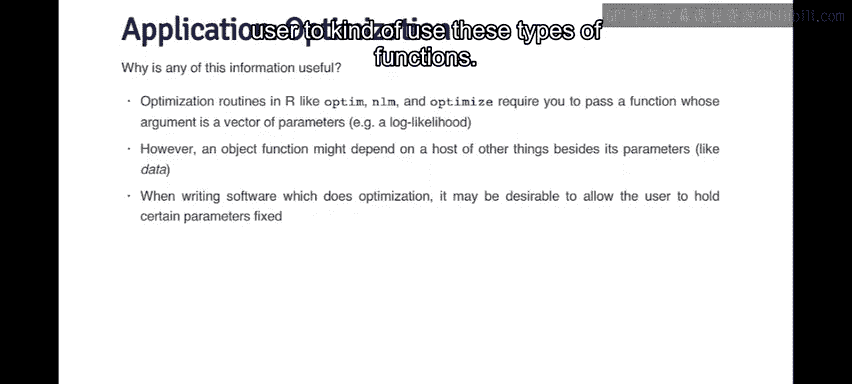 Application: Optimization
user to kind of use these types of
functions.
Why is any of this information useful?
· Optimization routines in R like optim, nlm, and optimize require you to pass a function whose
argument is a vector of parameters (e.g. a log-likelihood)
· However, an object function might depend on a host of other things besides its parameters (like
data)
· When writing software which does optimization, it may be desirable to allow the user to hold
certain parameters fixed